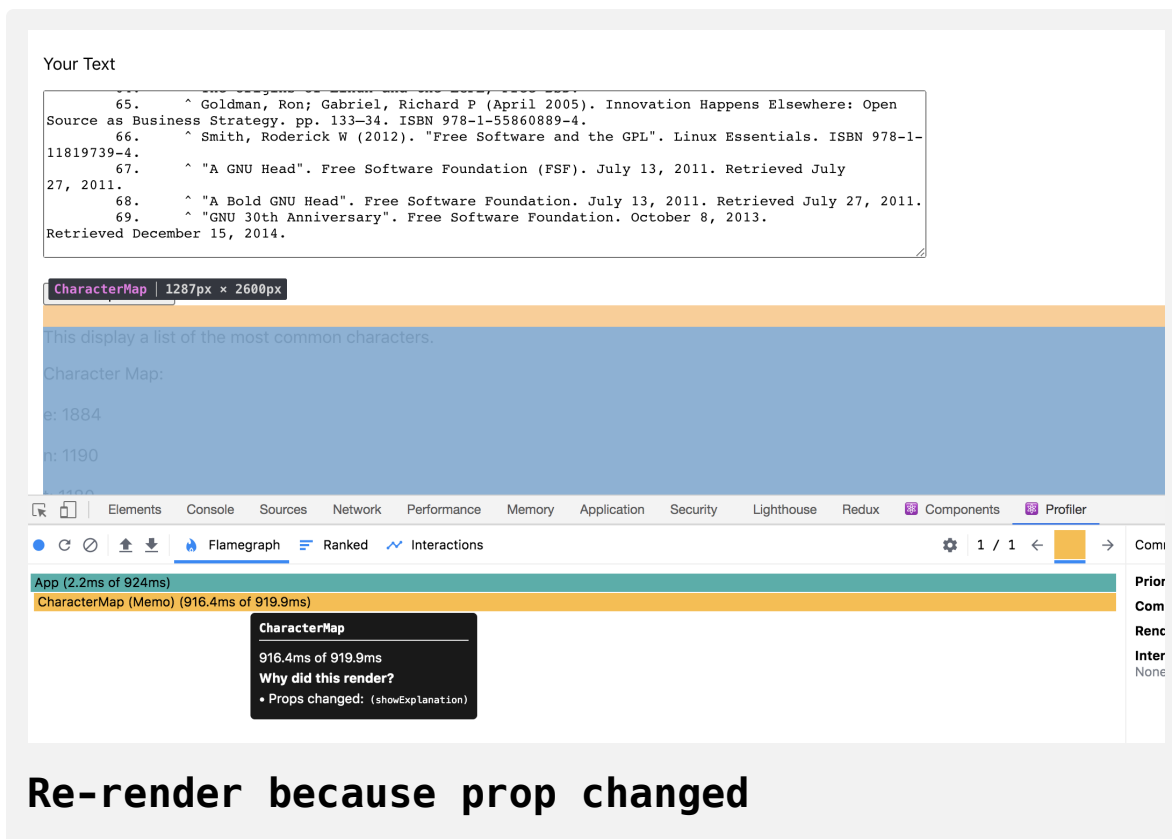 Your Text
65. ^ Goldman, Ron; Gabriel, Richard P (April 2005). Innovation Happens Elsewhere: Open
Source as Business Strategy. pp. 133–34. ISBN 978-1-55860889-4.
66. ^ Smith, Roderick W (2012). "Free Software and the GPL". Linux Essentials. ISBN 978-1-
11819739-4.
67. ^ "A GNU Head". Free Software Foundation (FSF). July 13, 2011. Retrieved July
27, 2011.
68. ^ "A Bold GNU Head". Free Software Foundation. July 13, 2011. Retrieved July 27, 2011.
69. ^ "GNU 30th Anniversary". Free Software Foundation. October 8, 2013.
Retrieved December 15, 2014.
CharacterMap | 1287px × 2600px
This display a list of the most common characters.
Character Map:
e: 1884
n: 1190
Elements Console Sources Network Performance Memory Application Security Lighthouse Redux Components Profiler
Flamegraph Ranked Interactions 1 / 1
App (2.2ms of 924ms)
CharacterMap (Memo) (916.4ms of 919.9ms)
CharacterMap
916.4ms of 919.9ms
Why did this render?
• Props changed: (showExplanation)
None
Re-render because prop changed